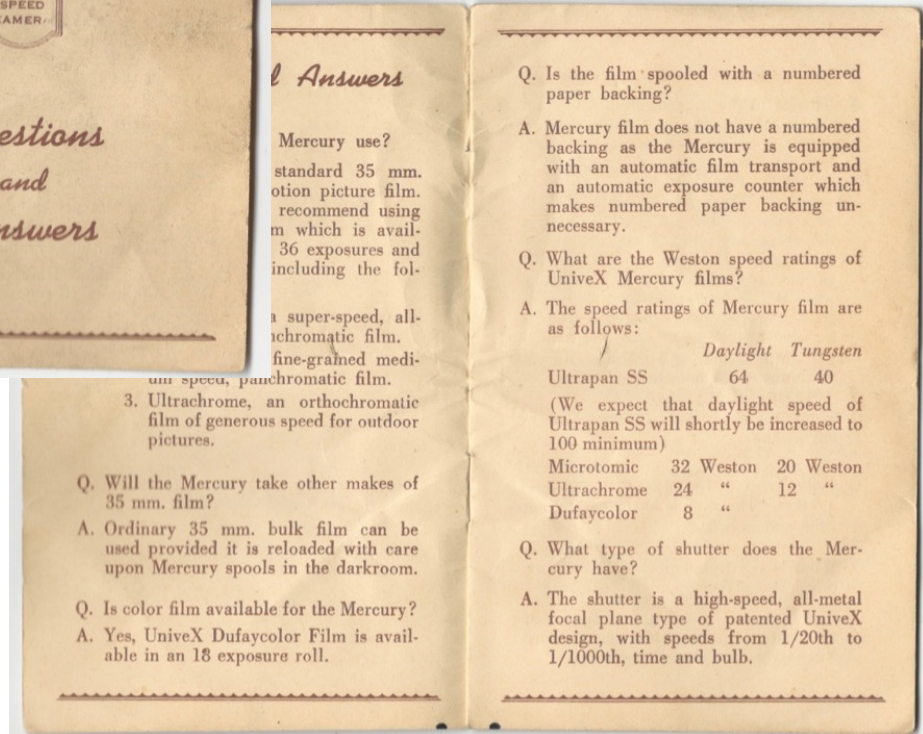 SPEED
estions
and
nswers
l Answers
Mercury use?
standard 35 mm.
otion picture film.
recommend using
m which is avail-
36 exposures and
including the fol-
a super-speed, all-
nchromatic film.
fine-grained medi-
um speed, panchromatic film.
3. Ultrachrome, an orthochromatic
film of generous speed for outdoor
pictures.
Q. Will the Mercury take other makes of
35 mm. film?
A. Ordinary 35 mm. bulk film can be
used provided it is reloaded with care
upon Mercury spools in the darkroom.
Q. Is color film available for the Mercury?
A. Yes, UniveX Dufaycolor Film is avail-
able in an 18 exposure roll.
Q. Is the film spooled with a numbered
paper backing?
A. Mercury film does not have a numbered
backing as the Mercury is equipped
with an automatic film transport and
an automatic exposure counter which
makes numbered paper backing un-
necessary.
Q. What are the Weston speed ratings of
UniveX Mercury films?
A. The speed ratings of Mercury film are
as follows:
Daylight Tungsten
Ultrapan SS 64 40
(We expect that daylight speed of
Ultrapan SS will shortly be increased to
100 minimum)
Microtomic 32 Weston 20 Weston
Ultrachrome 24 “ 12 “
Dufaycolor 8 “
Q. What type of shutter does the Mer-
cury have?
A. The shutter is a high-speed, all-metal
focal plane type of patented UniveX
design, with speeds from 1/20th to
1/1000th, time and bulb.